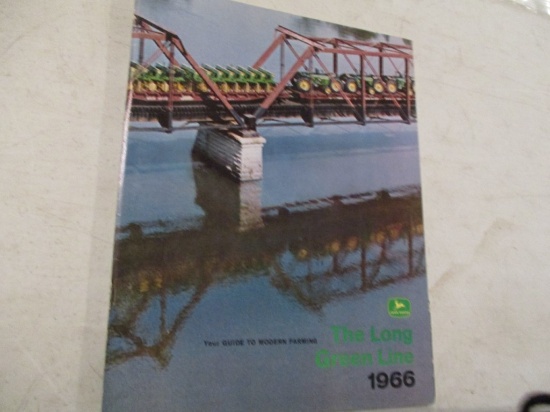 Your GUIDE TO MODERN FARMING
The Long
Green Line
1966